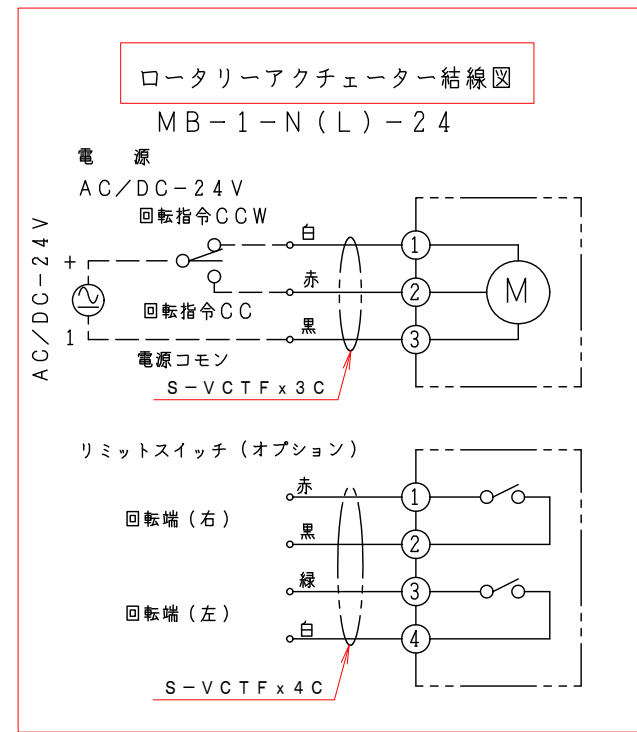 ロータリーアクチェーター結線図
MB-1-N(L)-24
電 源
AC/DC-24V
回転指令CCW
白
1
AC/DC-24V
+
赤
2
M
回転指令CC
1
黒
3
電源コモン
S-VCTFx3C
リミットスイッチ(オプション)
赤
1
回転端(右)
黒
2
緑
3
回転端(左)
白
4
S-VCTFx4C